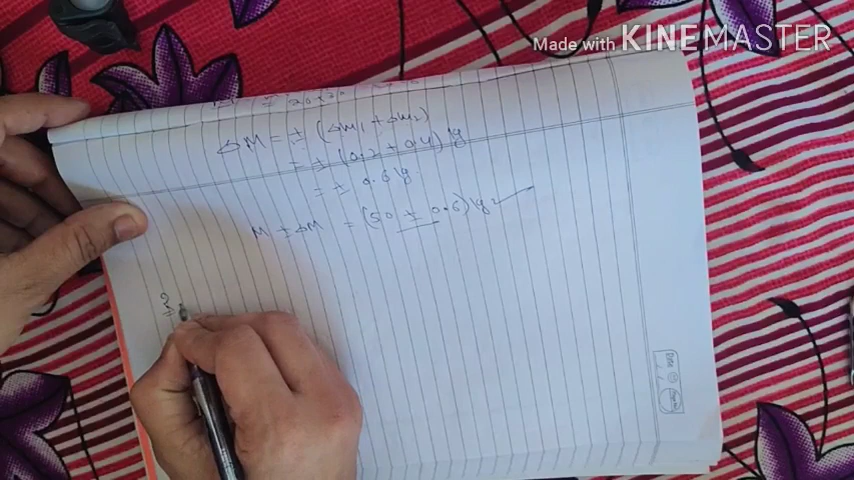 Made with KINEMASTER
ΔM = ± (Δm₁ + Δm₂)
= ± (0.2 + 0.4) kg
= ± 0.6 kg
M ± ΔM = (50 ± 0.6) kg
Date